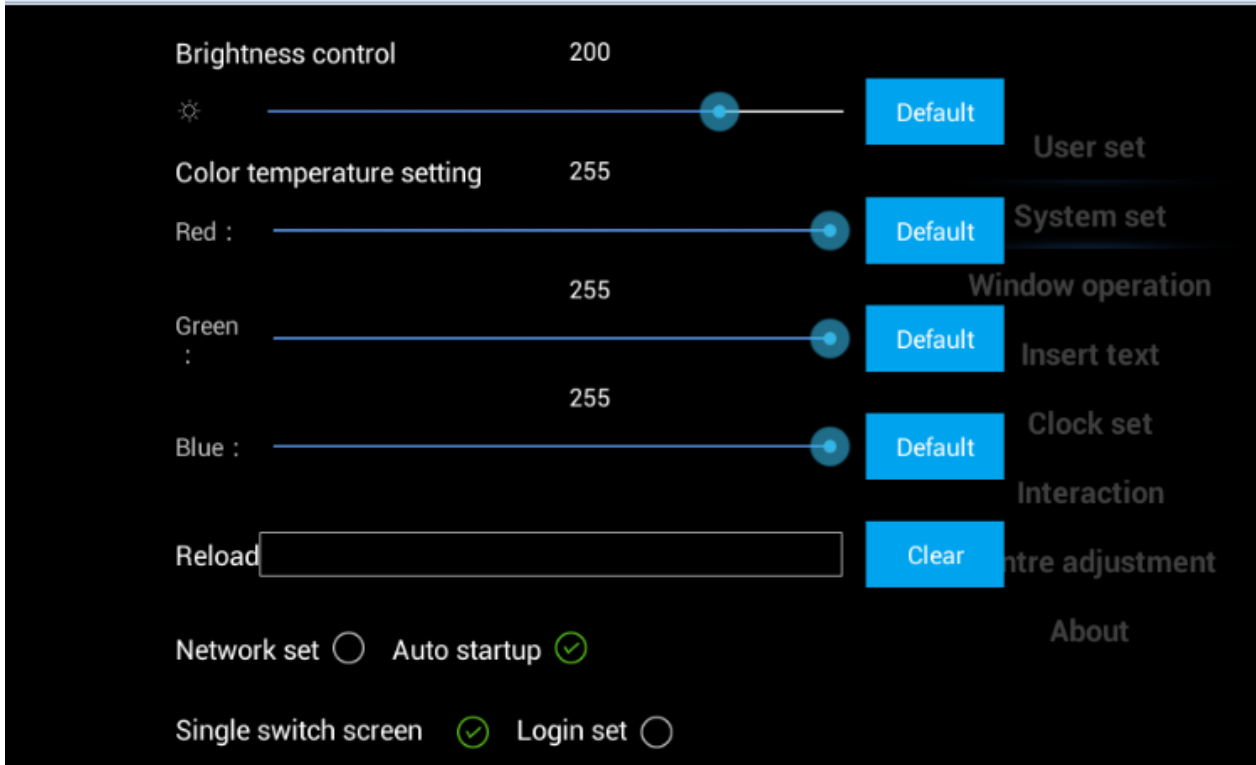 Brightness control 200
Default
User set
Color temperature setting 255
System set
Red : Default
Window operation
255
Green
: Default
Insert text
255
Clock set
Blue : Default
Interaction
Reload Clear
ntre adjustment
About
Network set Auto startup
Single switch screen Login set